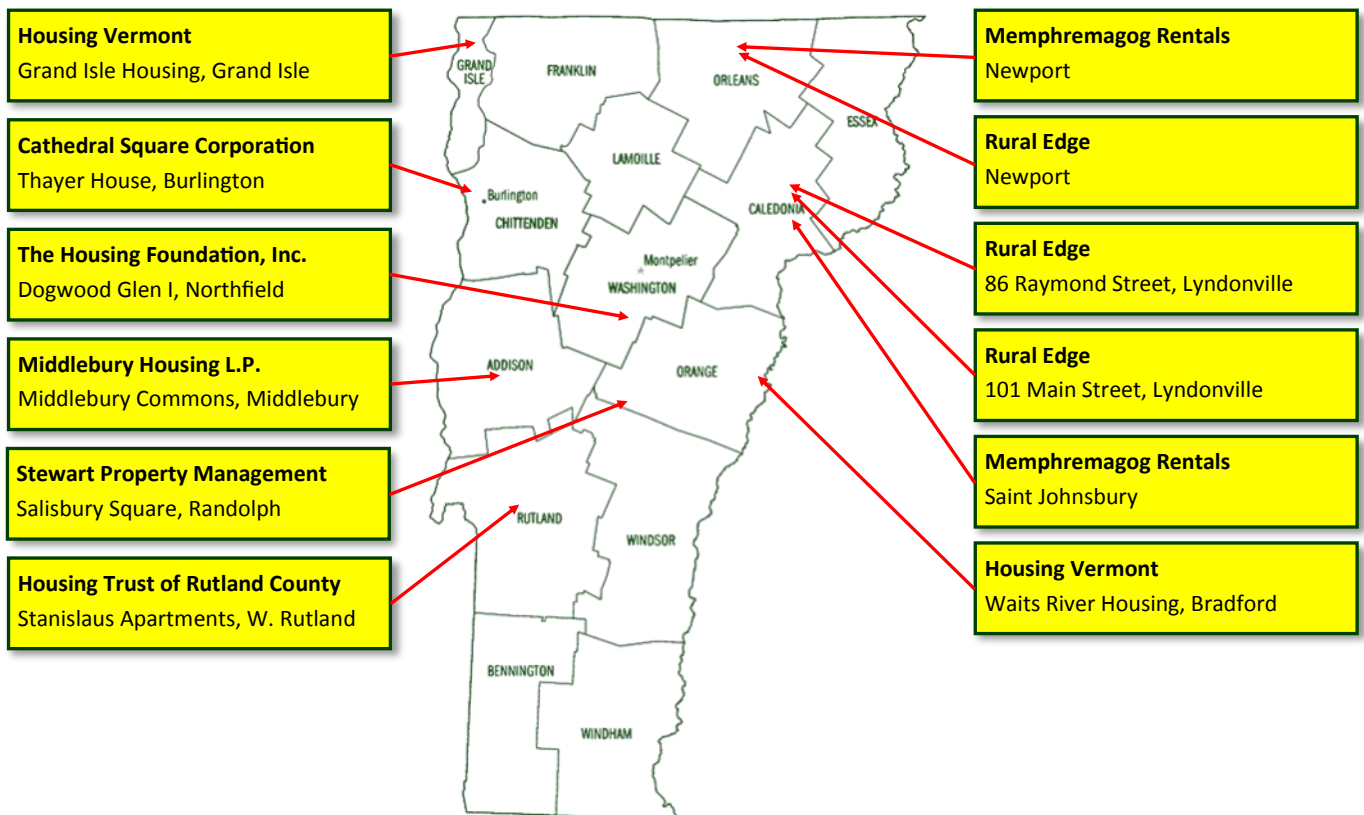 Housing Vermont
Grand Isle Housing, Grand Isle
Cathedral Square Corporation
Thayer House, Burlington
The Housing Foundation, Inc.
Dogwood Glen I, Northfield
Middlebury Housing L.P.
Middlebury Commons, Middlebury
Stewart Property Management
Salisbury Square, Randolph
Housing Trust of Rutland County
Stanislaus Apartments, W. Rutland
GRAND
ISLE
FRANKLIN
ORLEANS
ESSEX
LAMOILLE
Burlington
CHITTENDEN
CALEDONIA
Montpelier
WASHINGTON
ADDISON
ORANGE
RUTLAND
WINDSOR
BENNINGTON
WINDHAM
Memphremagog Rentals
Newport
Rural Edge
Newport
Rural Edge
86 Raymond Street, Lyndonville
Rural Edge
101 Main Street, Lyndonville
Memphremagog Rentals
Saint Johnsbury
Housing Vermont
Waits River Housing, Bradford